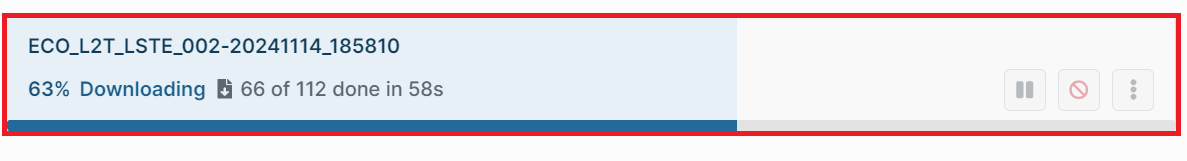 ECO_L2T_LSTE_002-20241114_185810
63% Downloading 66 of 112 done in 58s